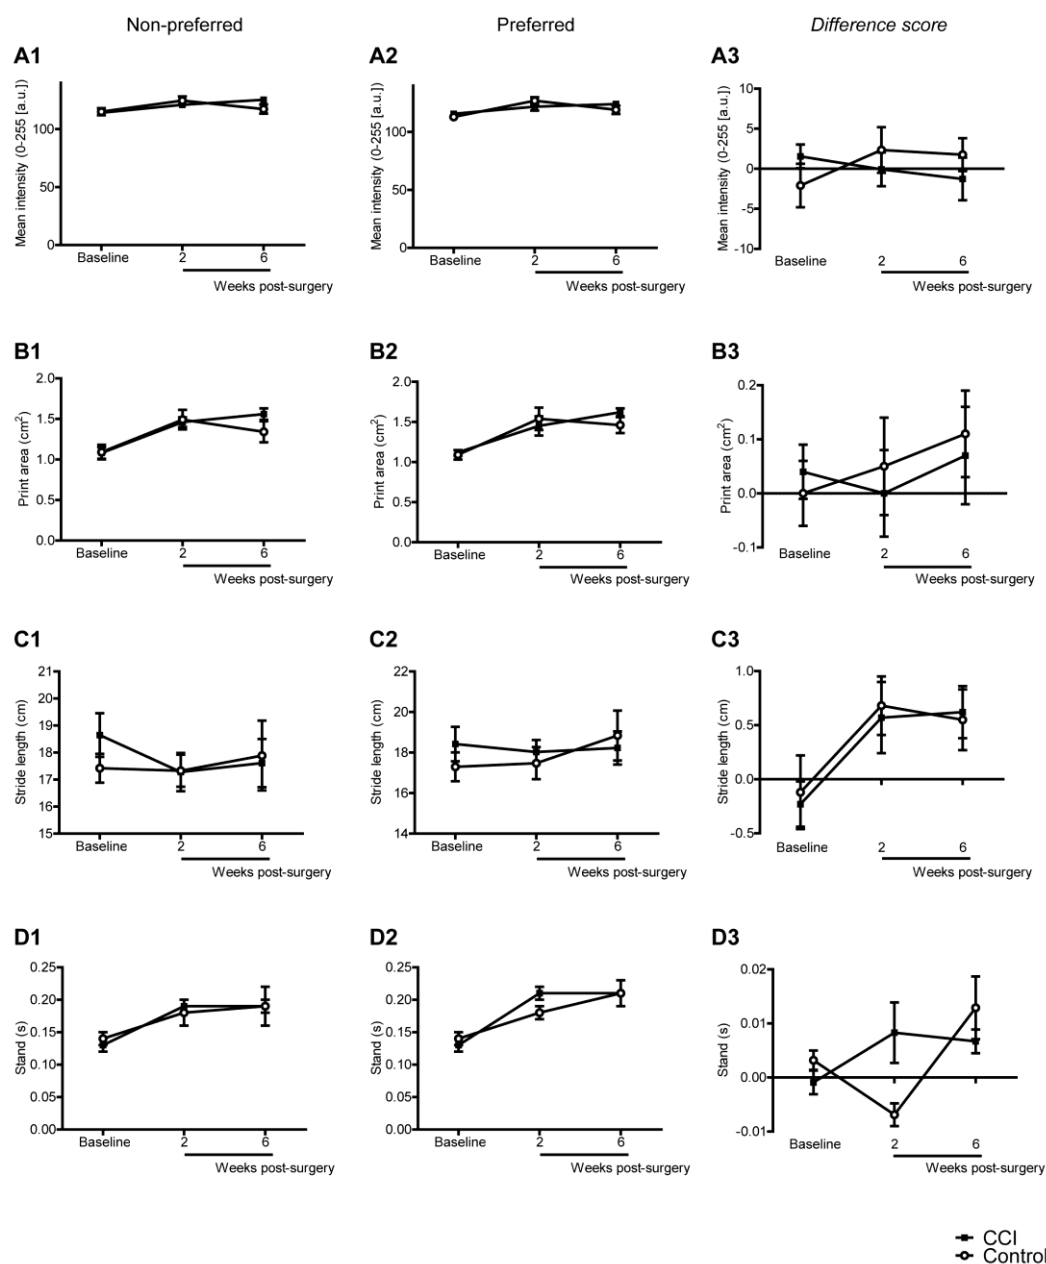 Non-preferred Preferred Difference score
A1 A2 A3
Mean intensity (0-255 [a.u.])
100
50
0
Baseline 2 6
Weeks post-surgery
Mean intensity (0-255 [a.u.])
100
50
0
Baseline 2 6
Weeks post-surgery
Mean intensity (0-255 [a.u.])
10
5
0
-5
-10
Baseline 2 6
Weeks post-surgery
B1 B2 B3
Print area (cm²)
2.0
1.5
1.0
0.5
0.0
Baseline 2 6
Weeks post-surgery
Print area (cm²)
2.0
1.5
1.0
0.5
0.0
Baseline 2 6
Weeks post-surgery
Print area (cm²)
0.2
0.1
0.0
-0.1
Baseline 2 6
Weeks post-surgery
C1 C2 C3
Stride length (cm)
21
20
19
18
17
16
15
Baseline 2 6
Weeks post-surgery
Stride length (cm)
22
20
18
16
14
Baseline 2 6
Weeks post-surgery
Stride length (cm)
1.0
0.5
0.0
-0.5
Baseline 2 6
Weeks post-surgery
D1 D2 D3
Stand (s)
0.25
0.20
0.15
0.10
0.05
0.00
Baseline 2 6
Weeks post-surgery
Stand (s)
0.25
0.20
0.15
0.10
0.05
0.00
Baseline 2 6
Weeks post-surgery
Stand (s)
0.02
0.01
0.00
-0.01
Baseline 2 6
Weeks post-surgery
CCI
Control